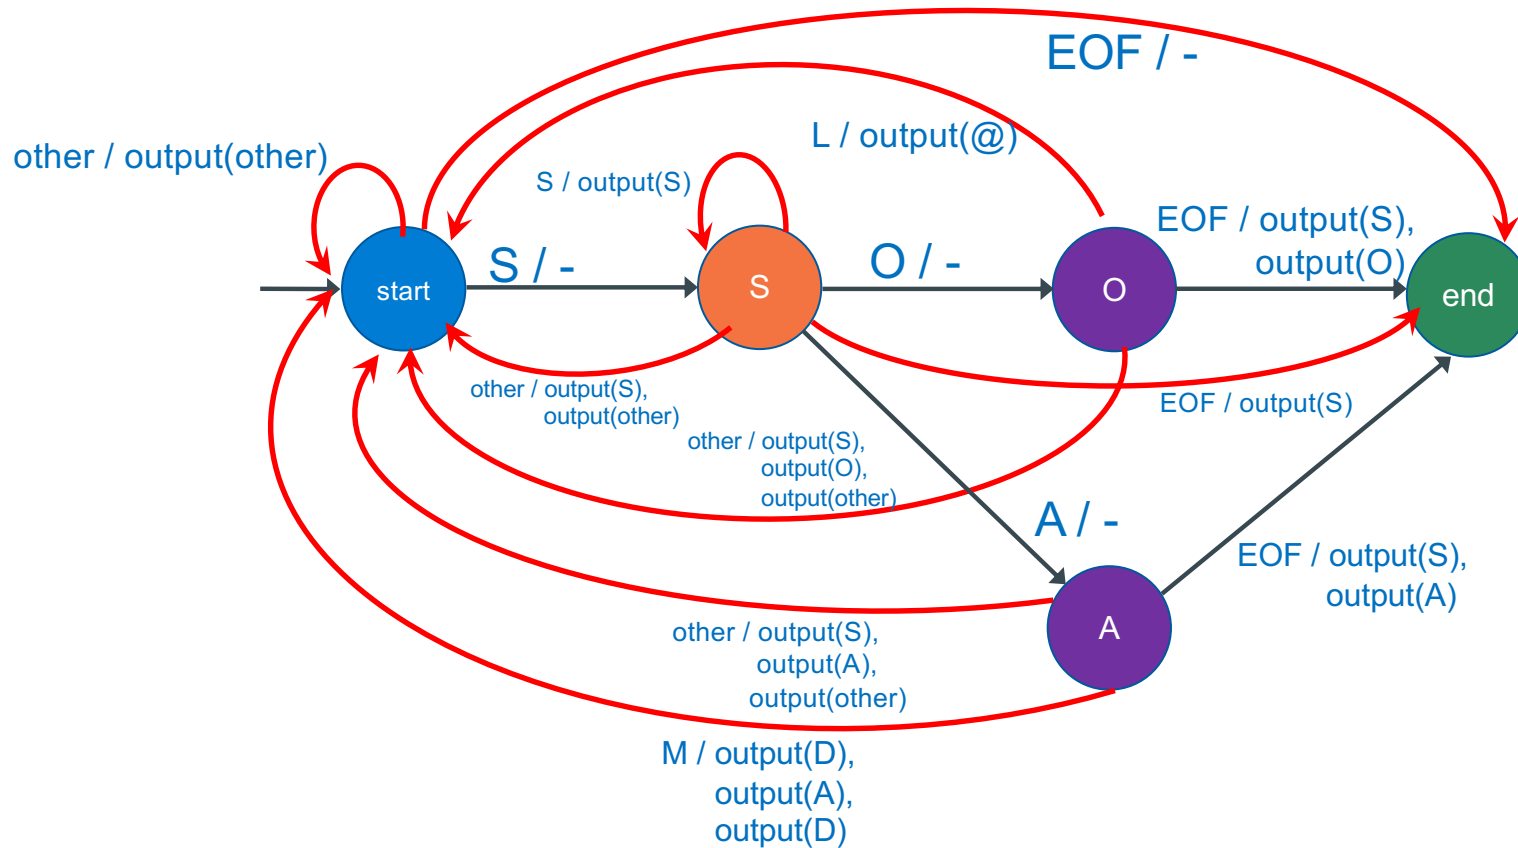 EOF / -
L / output(@)
other / output(other)
S / output(S)
EOF / output(S),
output(O)
S / -
O / -
start
S
O
end
other / output(S),
output(other)
EOF / output(S)
other / output(S),
output(O),
output(other)
A / -
EOF / output(S),
output(A)
A
other / output(S),
output(A),
output(other)
M / output(D),
output(A),
output(D)